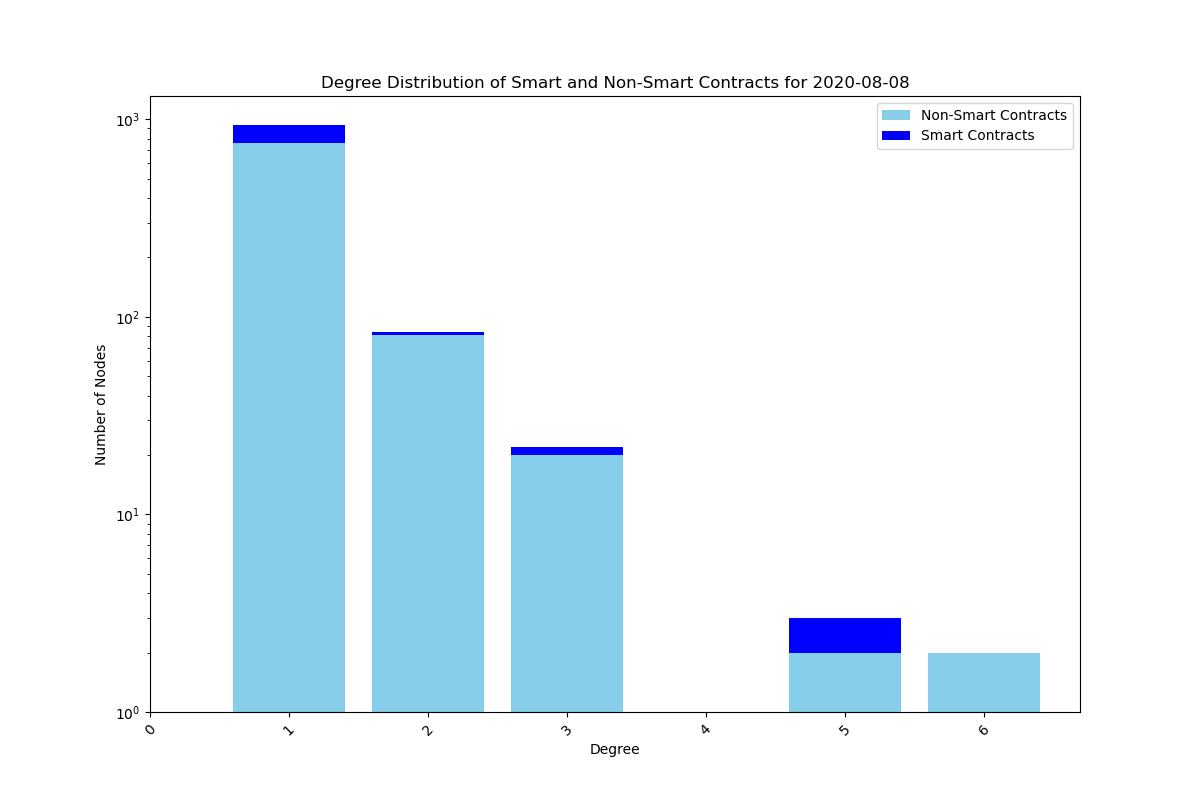 Degree Distribution of Smart and Non-Smart Contracts for 2020-08-08
Non-Smart Contracts
Smart Contracts
10³
10²
10¹
10⁰
Number of Nodes
0 1 2 3 4 5 6
Degree